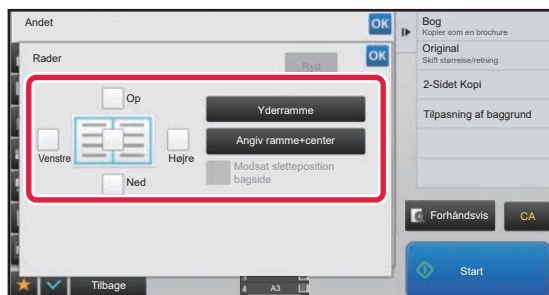 Andet
OK
Rader
Ryd
OK
Op
Venstre
Højre
Ned
Yderramme
Angiv ramme+center
Modsat sletteposition
bagside
Tilbage
4 A3
Bog
Kopier som en brochure
Original
Skift størrelse/retning.
2-Sidet Kopi
Tilpasning af baggrund
Forhåndsvis
CA
Start